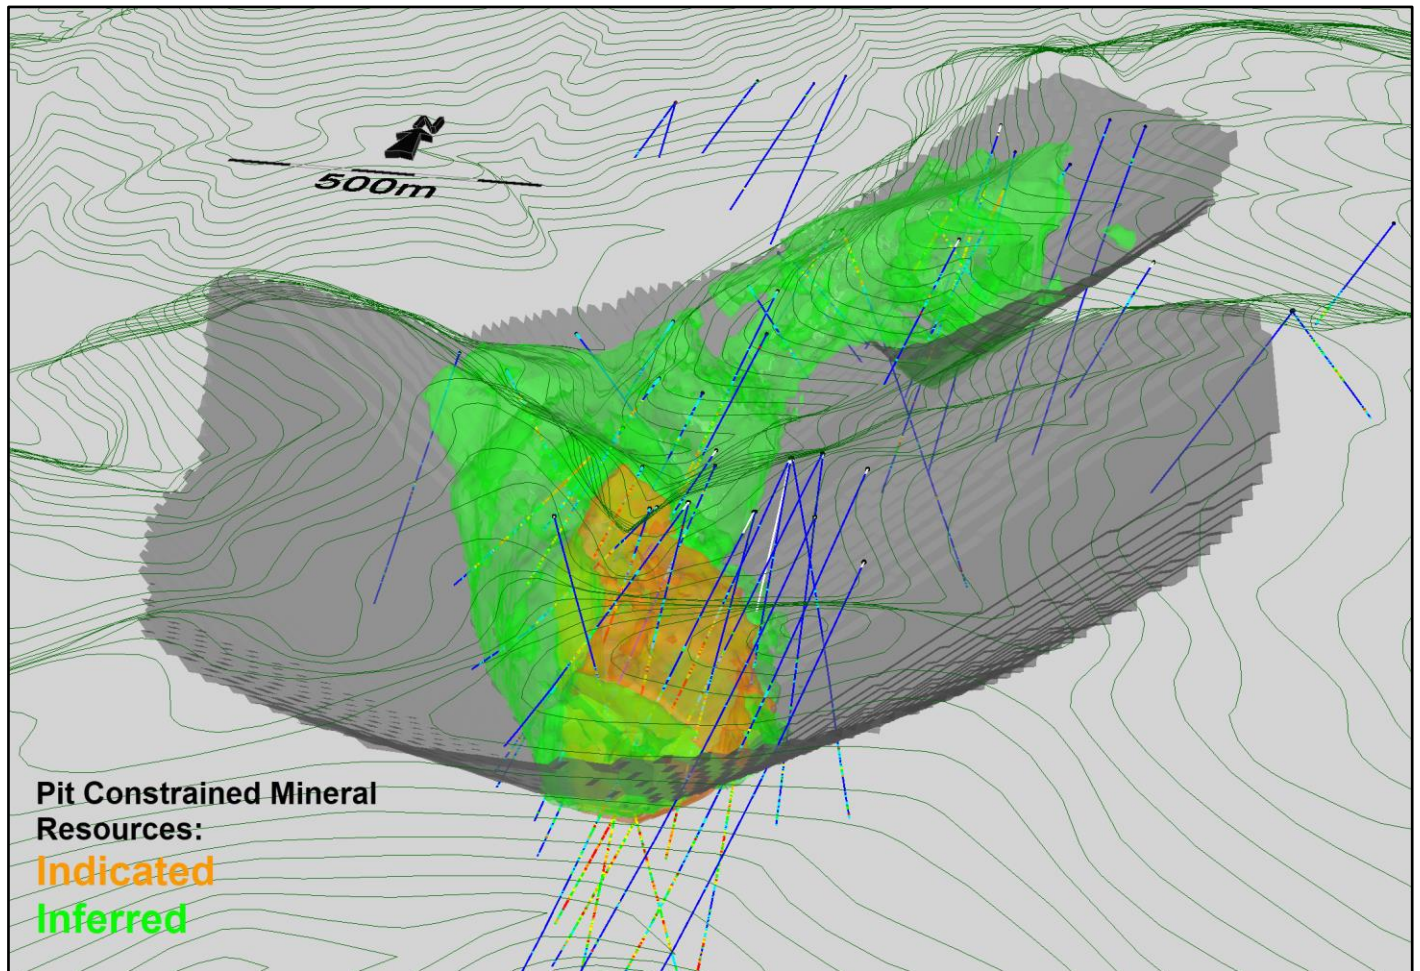 N
500m
Pit Constrained Mineral
Resources:
Indicated
Inferred